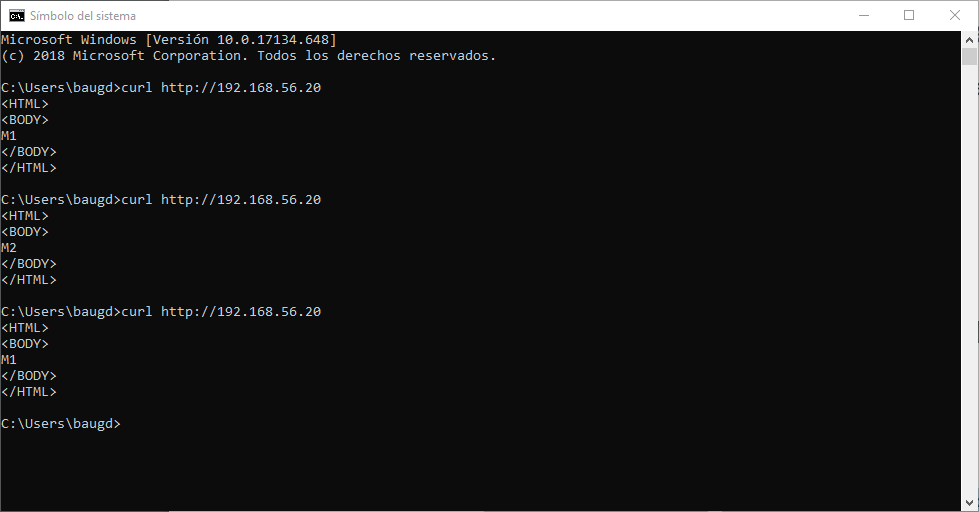 Símbolo del sistema
Microsoft Windows [Versión 10.0.17134.648]
(c) 2018 Microsoft Corporation. Todos los derechos reservados.
C:\Users\baugd>curl http://192.168.56.20
<HTML>
<BODY>
M1
</BODY>
</HTML>
C:\Users\baugd>curl http://192.168.56.20
<HTML>
<BODY>
M2
</BODY>
</HTML>
C:\Users\baugd>curl http://192.168.56.20
<HTML>
<BODY>
M1
</BODY>
</HTML>
C:\Users\baugd>